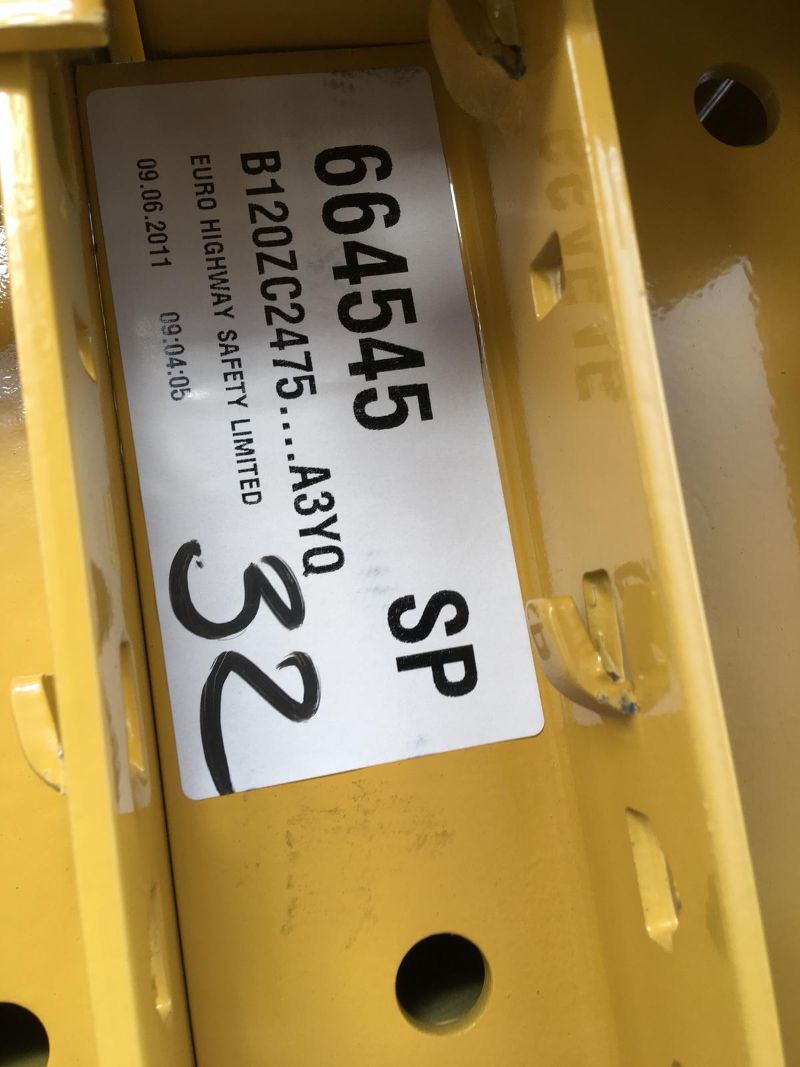 664545 SP
B120ZC2475....A3YQ
EURO HIGHWAY SAFETY LIMITED
09.06.2011 09:04:05
32